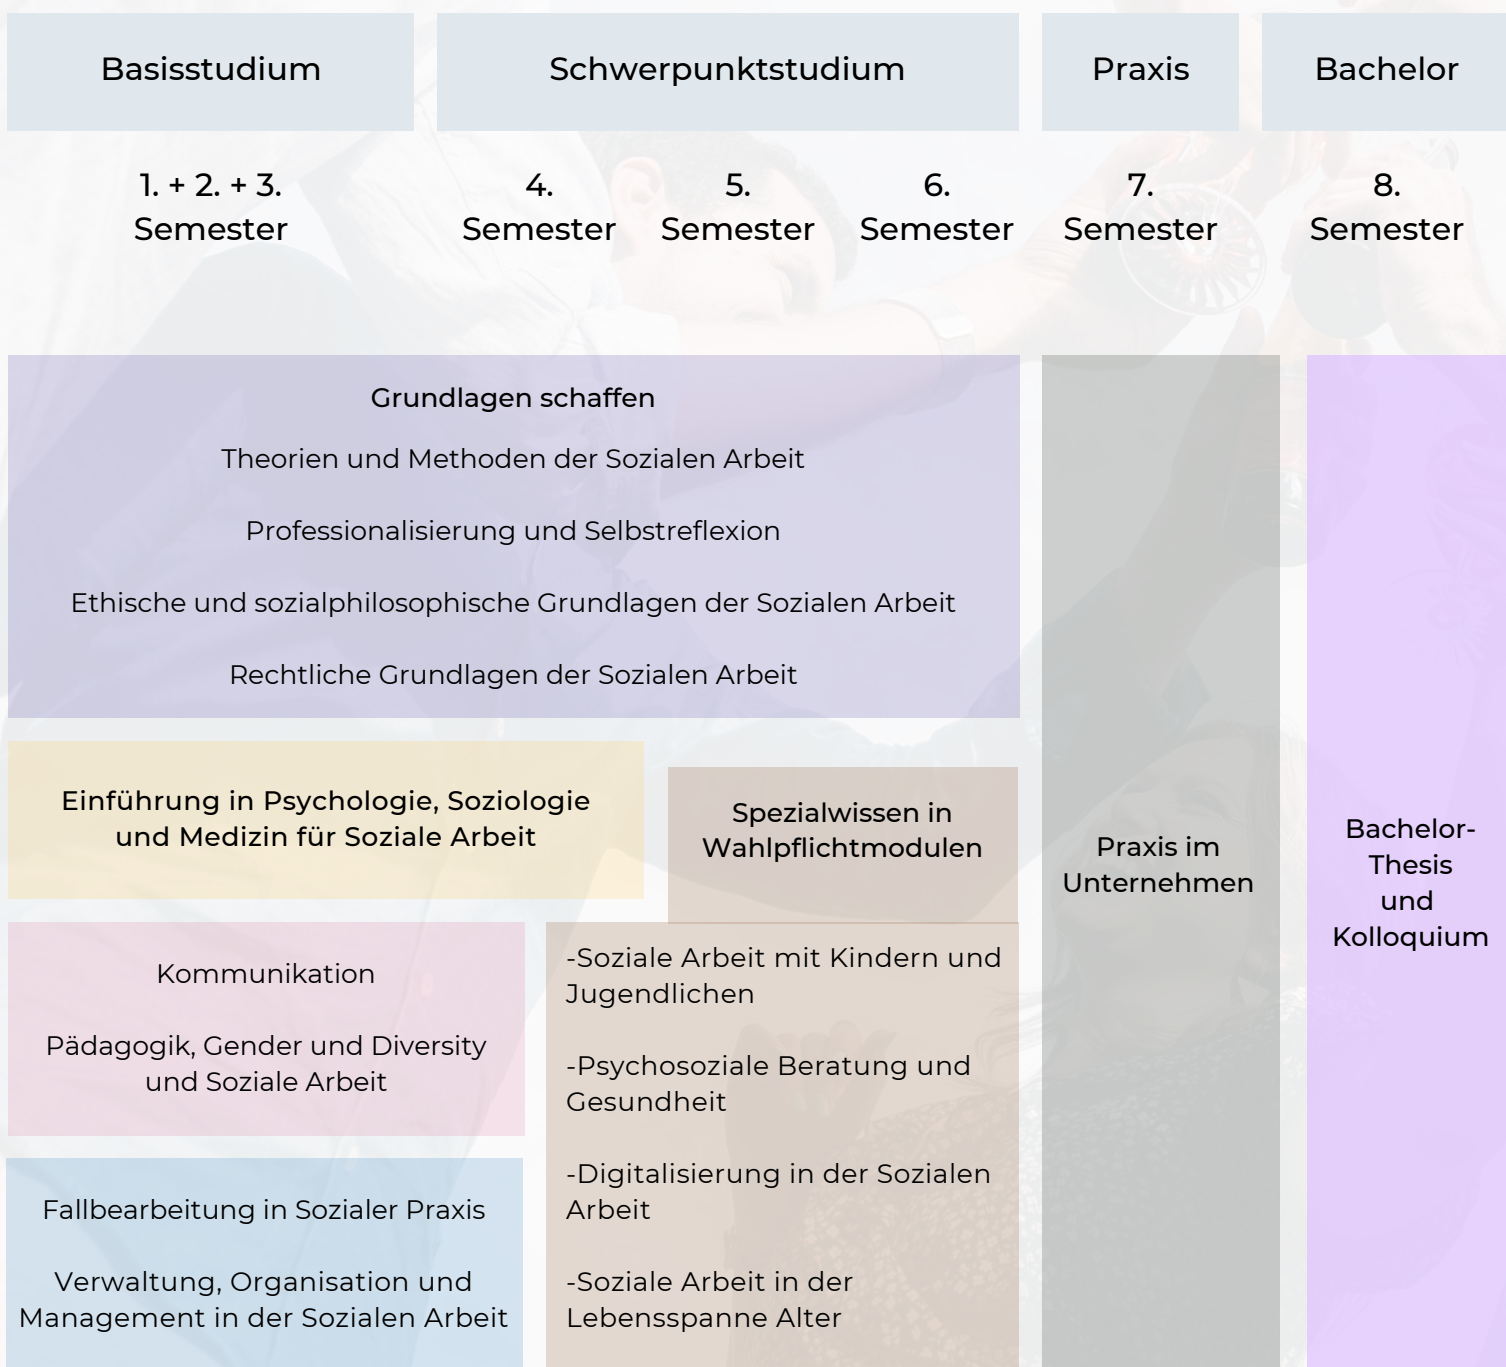 Basisstudium
Schwerpunktstudium
Praxis
Bachelor
1. + 2. + 3.
Semester
4.
Semester
5.
Semester
6.
Semester
7.
Semester
8.
Semester
Grundlagen schaffen
Theorien und Methoden der Sozialen Arbeit
Professionalisierung und Selbstreflexion
Ethische und sozialphilosophische Grundlagen der Sozialen Arbeit
Rechtliche Grundlagen der Sozialen Arbeit
Einführung in Psychologie, Soziologie
und Medizin für Soziale Arbeit
Kommunikation
Pädagogik, Gender und Diversity
und Soziale Arbeit
Fallbearbeitung in Sozialer Praxis
Verwaltung, Organisation und
Management in der Sozialen Arbeit
Spezialwissen in
Wahlpflichtmodulen
-Soziale Arbeit mit Kindern und
Jugendlichen
-Psychosoziale Beratung und
Gesundheit
-Digitalisierung in der Sozialen
Arbeit
-Soziale Arbeit in der
Lebensspanne Alter
Praxis im
Unternehmen
Bachelor-
Thesis
und
Kolloquium